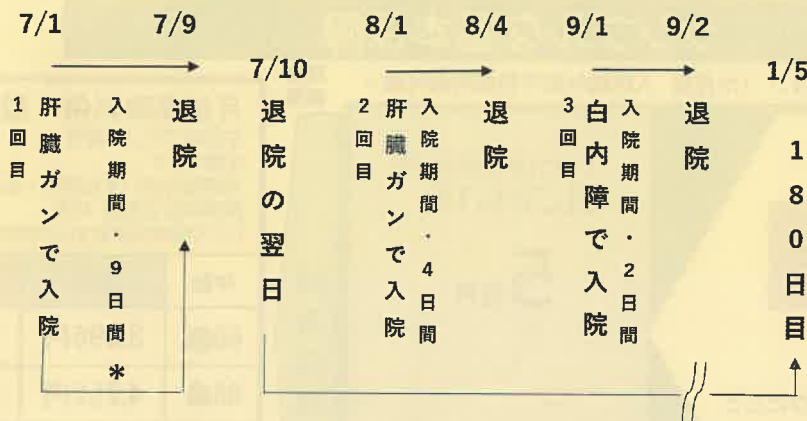 7/1
7/9
7/10
8/1
8/4
9/1
9/2
1/5
1回目
肝臓ガンで入院
入院期間・9日間*
退院
退院の翌日
2回目
肝臓ガンで入院
入院期間・4日間
退院
3回目
白内障で入院
入院期間・2日間
退院
180日目